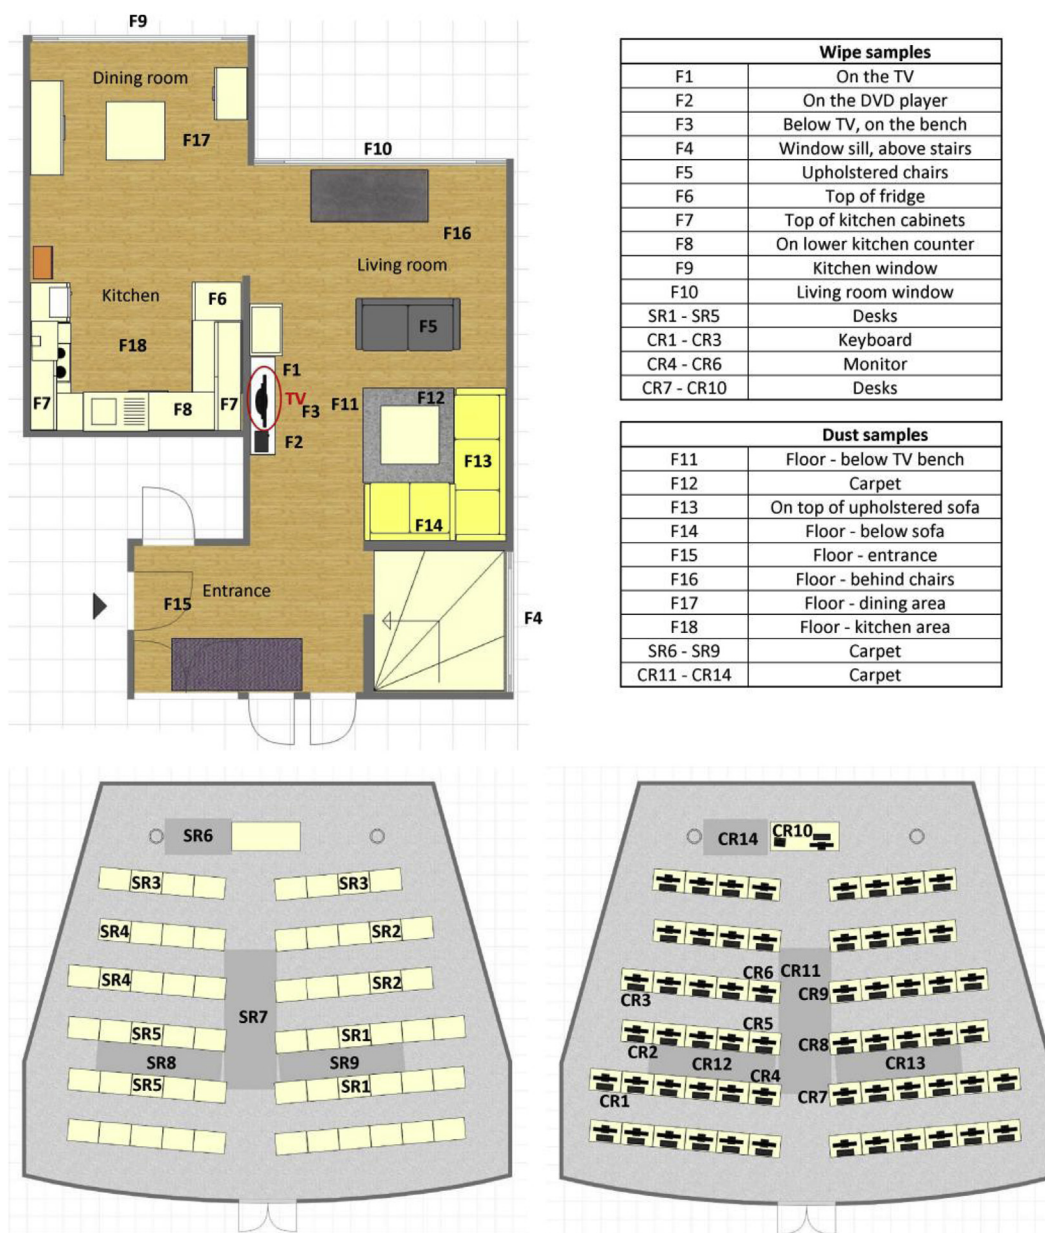 F9
Dining room
F17
F10
F16
Living room
Kitchen
F6
F5
F18
F1
TV
F3
F11
F12
F7
F8
F7
F2
F13
F14
Entrance
F15
F4
Wipe samples
F1 On the TV
F2 On the DVD player
F3 Below TV, on the bench
F4 Window sill, above stairs
F5 Upholstered chairs
F6 Top of fridge
F7 Top of kitchen cabinets
F8 On lower kitchen counter
F9 Kitchen window
F10 Living room window
SR1 - SR5 Desks
CR1 - CR3 Keyboard
CR4 - CR6 Monitor
CR7 - CR10 Desks
Dust samples
F11 Floor - below TV bench
F12 Carpet
F13 On top of upholstered sofa
F14 Floor - below sofa
F15 Floor - entrance
F16 Floor - behind chairs
F17 Floor - dining area
F18 Floor - kitchen area
SR6 - SR9 Carpet
CR11 - CR14 Carpet
SR6
SR3 SR3
SR4 SR2
SR4 SR2
SR7
SR5 SR1
SR8 SR9
SR5 SR1
CR14 CR10
CR6 CR11
CR3 CR9
CR5
CR2 CR8
CR12 CR4 CR13
CR1 CR7